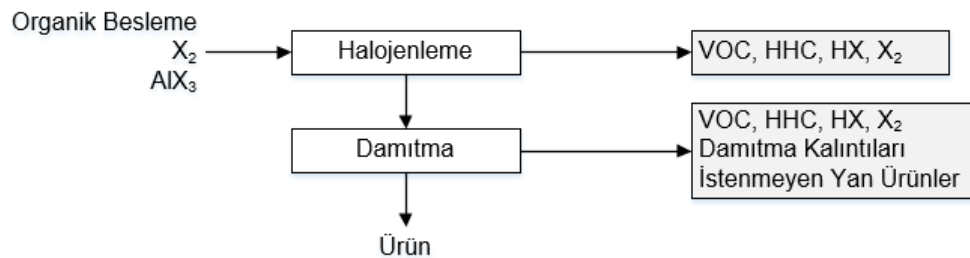 Organik Besleme
X₂
AlX₃
Halojenleme
VOC, HHC, HX, X₂
Damıtma
VOC, HHC, HX, X₂
Damıtma Kalıntıları
İstenmeyen Yan Ürünler
Ürün